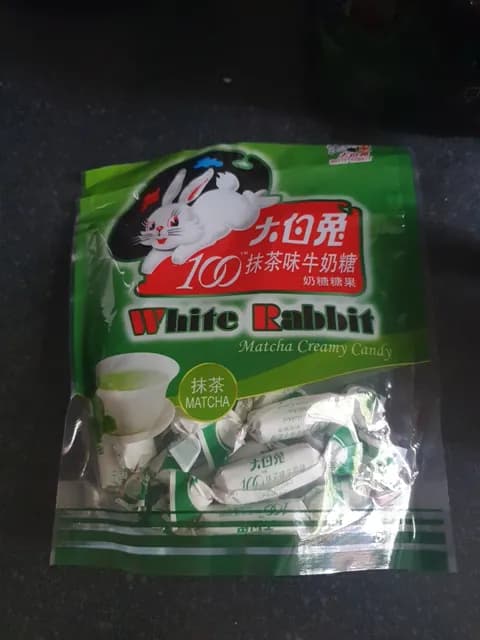 大白兔
100™ 抹茶味牛奶糖
奶糖糖果
White Rabbit
Matcha Creamy Candy
抹茶
MATCHA
大白兔
100